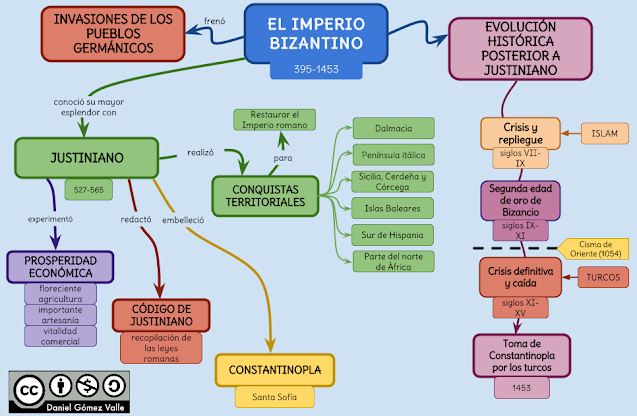 INVASIONES DE LOS
PUEBLOS
GERMÁNICOS
frenó
EL IMPERIO
BIZANTINO
395-1453
EVOLUCIÓN
HISTÓRICA
POSTERIOR A
JUSTINIANO
conoció su mayor
esplendor con
JUSTINIANO
527-565
realizó
Restaurar el
Imperio romano
para
CONQUISTAS
TERRITORIALES
Dalmacia
Península itálica
Sicilia, Cerdeña y
Córcega
Islas Baleares
Sur de Hispania
Parte del norte
de África
experimentó
redactó
embelleció
PROSPERIDAD
ECONÓMICA
floreciente
agricultura
importante
artesanía
vitalidad
comercial
CÓDIGO DE
JUSTINIANO
recopilación de
las leyes
romanas
CONSTANTINOPLA
Santa Sofía
Crisis y
repliegue
siglos VII-
IX
ISLAM
Segunda edad
de oro de
Bizancio
siglos IX-
XI
Cisma de
Oriente (1054)
Crisis definitiva
y caída
siglos XI-
XV
TURCOS
Toma de
Constantinopla
por los turcos
1453
cc
Daniel Gómez Valle